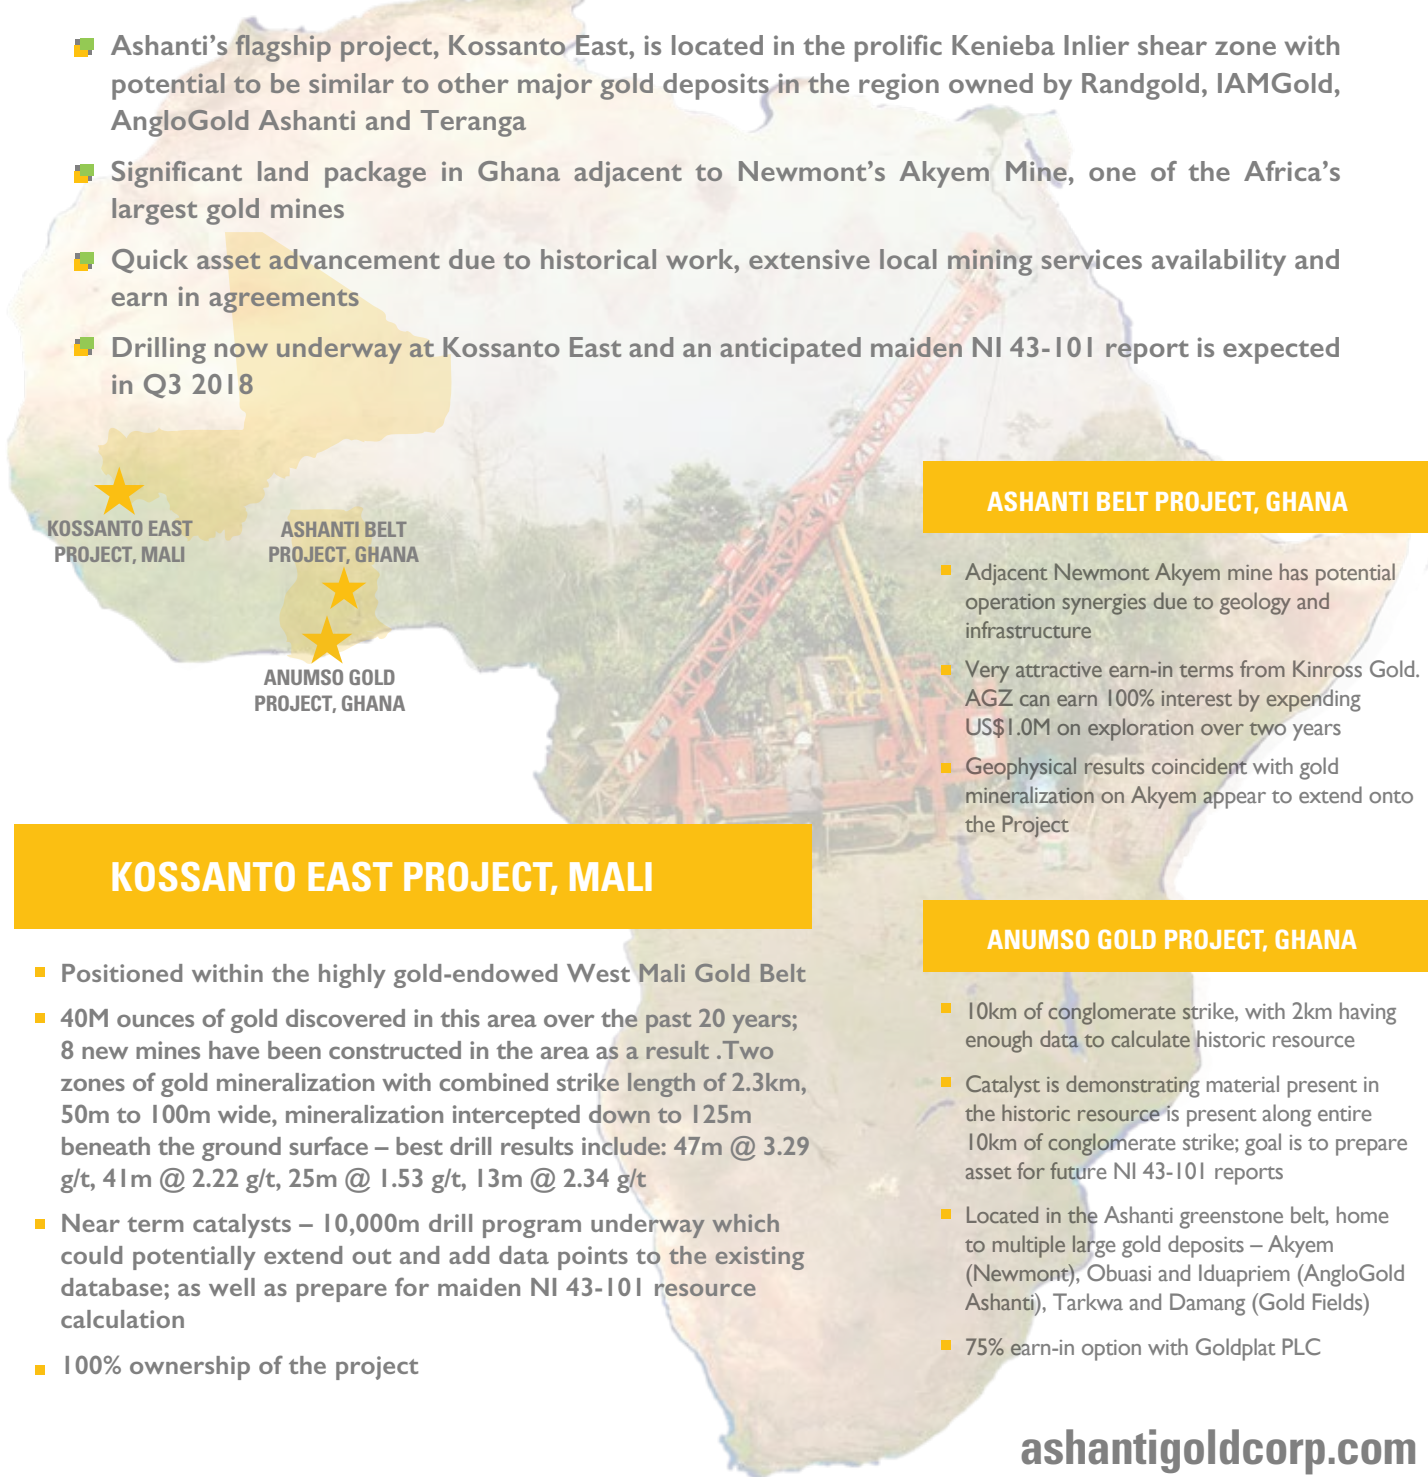 Ashanti's flagship project, Kossanto East, is located in the prolific Kenieba Inlier shear zone with
potential to be similar to other major gold deposits in the region owned by Randgold, IAMGold,
AngloGold Ashanti and Teranga
Significant land package in Ghana adjacent to Newmont's Akyem Mine, one of the Africa's
largest gold mines
Quick asset advancement due to historical work, extensive local mining services availability and
earn in agreements
Drilling now underway at Kossanto East and an anticipated maiden NI 43-101 report is expected
in Q3 2018
KOSSANTO EAST
PROJECT, MALI
ASHANTI BELT
PROJECT, GHANA
ANUMSO GOLD
PROJECT, GHANA
KOSSANTO EAST PROJECT, MALI
Positioned within the highly gold-endowed West Mali Gold Belt
40M ounces of gold discovered in this area over the past 20 years;
8 new mines have been constructed in the area as a result .Two
zones of gold mineralization with combined strike length of 2.3km,
50m to 100m wide, mineralization intercepted down to 125m
beneath the ground surface – best drill results include: 47m @ 3.29
g/t, 41m @ 2.22 g/t, 25m @ 1.53 g/t, 13m @ 2.34 g/t
Near term catalysts – 10,000m drill program underway which
could potentially extend out and add data points to the existing
database; as well as prepare for maiden NI 43-101 resource
calculation
100% ownership of the project
ASHANTI BELT PROJECT, GHANA
Adjacent Newmont Akyem mine has potential
operation synergies due to geology and
infrastructure
Very attractive earn-in terms from Kinross Gold.
AGZ can earn 100% interest by expending
US$1.0M on exploration over two years
Geophysical results coincident with gold
mineralization on Akyem appear to extend onto
the Project
ANUMSO GOLD PROJECT, GHANA
10km of conglomerate strike, with 2km having
enough data to calculate historic resource
Catalyst is demonstrating material present in
the historic resource is present along entire
10km of conglomerate strike; goal is to prepare
asset for future NI 43-101 reports
Located in the Ashanti greenstone belt, home
to multiple large gold deposits – Akyem
(Newmont), Obuasi and Iduapriem (AngloGold
Ashanti), Tarkwa and Damang (Gold Fields)
75% earn-in option with Goldplat PLC
ashantigoldcorp.com